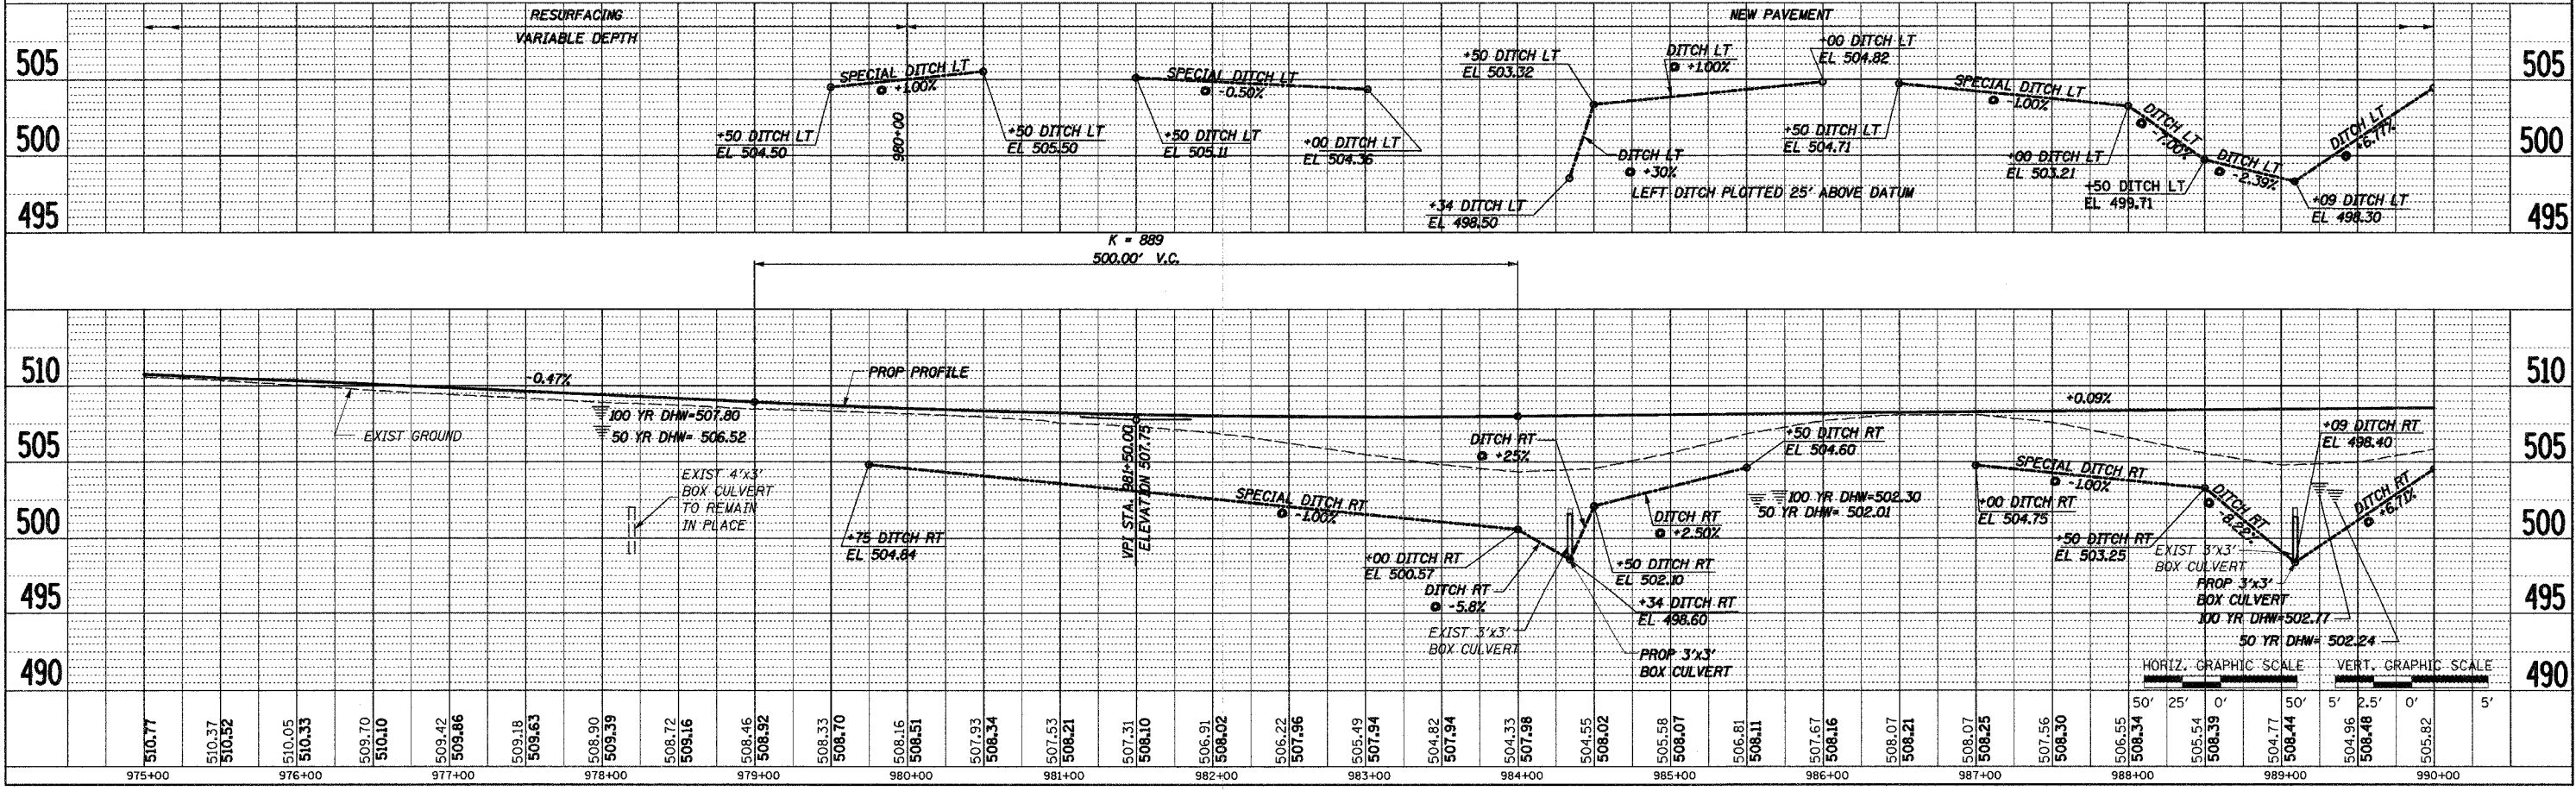 RESURFACING
VARIABLE DEPTH
NEW PAVEMENT
505
500
495
505
500
495
SPECIAL DITCH LT
+1.00%
+50 DITCH LT
EL 504.50
980+00
+50 DITCH LT
EL 505.50
SPECIAL DITCH LT
-0.50%
+50 DITCH LT
EL 505.11
+00 DITCH LT
EL 504.36
+50 DITCH LT
EL 503.32
DITCH LT
+1.00%
+00 DITCH LT
EL 504.82
DITCH LT
+30%
+34 DITCH LT
EL 498.50
LEFT DITCH PLOTTED 25' ABOVE DATUM
SPECIAL DITCH LT
-1.00%
+50 DITCH LT
EL 504.71
+00 DITCH LT
EL 503.21
DITCH LT
-7.00%
+50 DITCH LT
EL 499.71
DITCH LT
-2.39%
DITCH LT
+6.77%
+09 DITCH LT
EL 498.30
K = 889
500.00' V.C.
510
505
500
495
490
510
505
500
495
490
-0.47%
PROP PROFILE
EXIST GROUND
100 YR DHW=507.80
50 YR DHW= 506.52
EXIST 4'x3'
BOX CULVERT
TO REMAIN
IN PLACE
+75 DITCH RT
EL 504.84
VPI STA. 981+50.00
ELEVATION 507.75
SPECIAL DITCH RT
-1.00%
+00 DITCH RT
EL 500.57
DITCH RT
-5.8%
EXIST 3'x3'
BOX CULVERT
DITCH RT
+25%
+50 DITCH RT
EL 504.60
100 YR DHW=502.30
50 YR DHW= 502.01
DITCH RT
+2.50%
+50 DITCH RT
EL 502.10
+34 DITCH RT
EL 498.60
PROP 3'x3'
BOX CULVERT
+0.09%
SPECIAL DITCH RT
-1.00%
+00 DITCH RT
EL 504.75
+50 DITCH RT
EL 503.25
DITCH RT
-8.22%
+09 DITCH RT
EL 498.40
DITCH RT
+6.71%
EXIST 3'x3'
BOX CULVERT
PROP 3'x3'
BOX CULVERT
100 YR DHW=502.77
50 YR DHW= 502.24
HORIZ. GRAPHIC SCALE
50' 25' 0' 50'
VERT. GRAPHIC SCALE
5' 2.5' 0' 5'
510.77
510.37 510.52
510.05 510.33
509.70 510.10
509.42 509.86
509.18 509.63
508.90 509.39
508.72 509.16
508.46 508.92
508.33 508.70
508.16 508.51
507.93 508.34
507.53 508.21
507.31 508.10
506.91 508.02
506.22 507.96
505.49 507.94
504.82 507.94
504.33 507.98
504.55 508.02
505.58 508.07
506.81 508.11
507.67 508.16
508.07 508.21
508.07 508.25
507.56 508.30
506.55 508.34
505.54 508.39
504.77 508.44
504.96 508.48
505.82
975+00 976+00 977+00 978+00 979+00 980+00 981+00 982+00 983+00 984+00 985+00 986+00 987+00 988+00 989+00 990+00